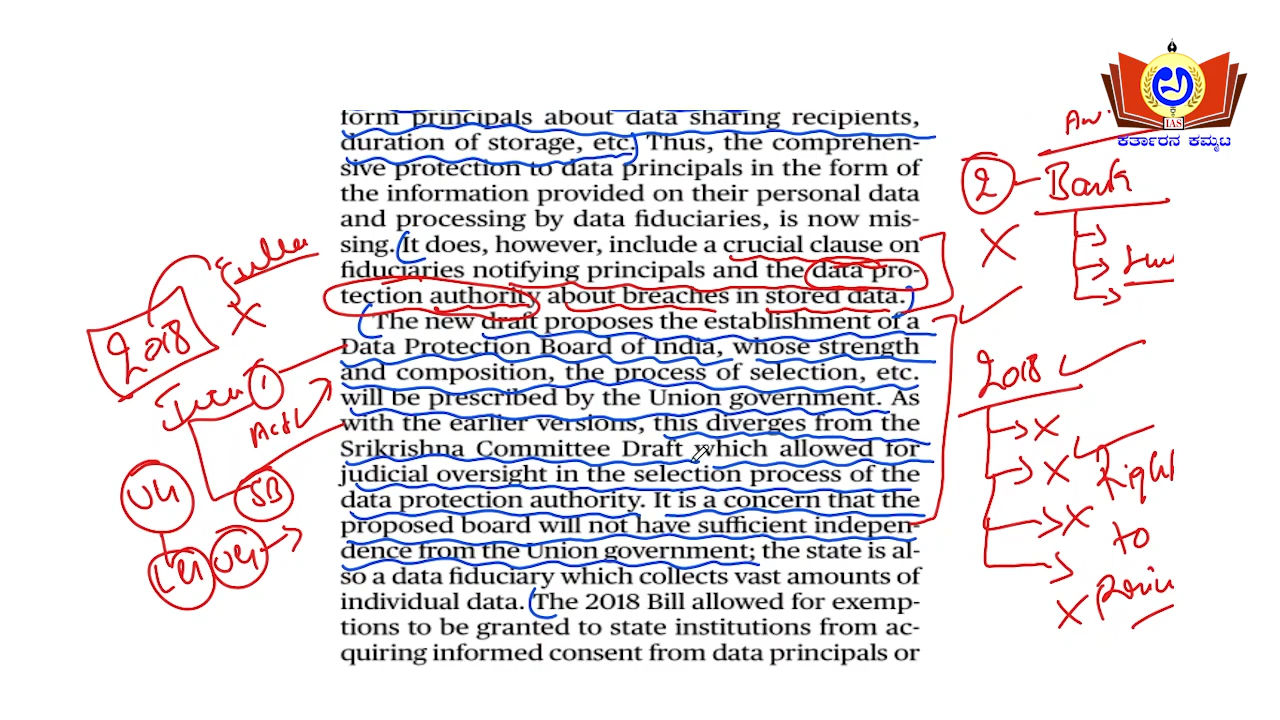 form principals about data sharing recipients,
duration of storage, etc. Thus, the comprehen-
sive protection to data principals in the form of
the information provided on their personal data
and processing by data fiduciaries, is now mis-
sing. It does, however, include a crucial clause on
fiduciaries notifying principals and the data pro-
tection authority about breaches in stored data.
The new draft proposes the establishment of a
Data Protection Board of India, whose strength
and composition, the process of selection, etc.
will be prescribed by the Union government. As
with the earlier versions, this diverges from the
Srikrishna Committee Draft which allowed for
judicial oversight in the selection process of the
data protection authority. It is a concern that the
proposed board will not have sufficient indepen-
dence from the Union government; the state is al-
so a data fiduciary which collects vast amounts of
individual data. The 2018 Bill allowed for exemp-
tions to be granted to state institutions from ac-
quiring informed consent from data principals or
2018
1
2
Bank
2018
Right
to
IAS
ಕರ್ತಾರನ ಕಮ್ಮಟ